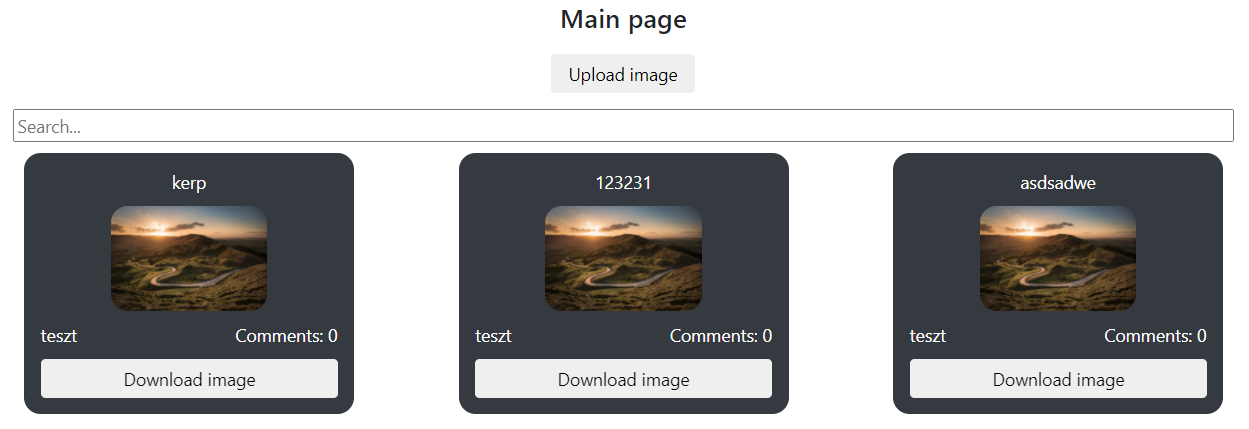 Main page
Upload image
Search...
kerp
123231
asdsadwe
teszt Comments: 0
teszt Comments: 0
teszt Comments: 0
Download image
Download image
Download image